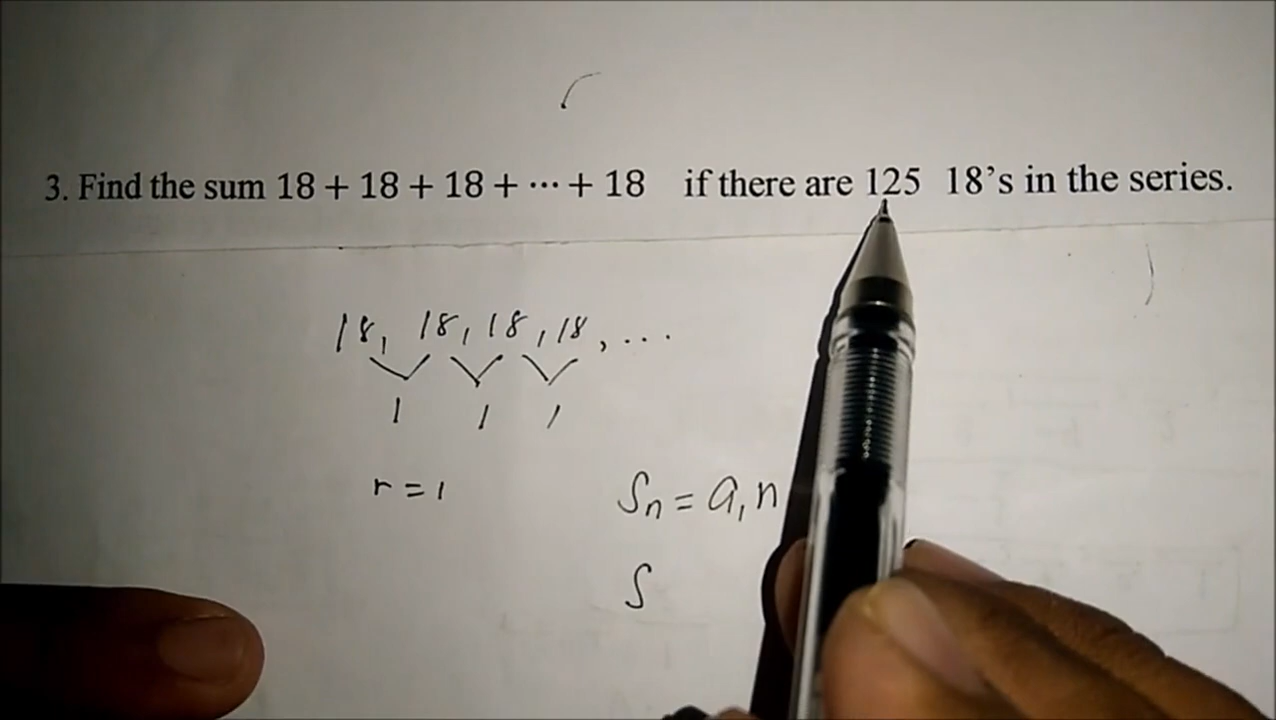 3. Find the sum 18 + 18 + 18 + ⋯ + 18 if there are 125 18’s in the series.
18, 18, 18, 18, ...
1 1 1
r = 1
Sₙ = a₁n
S